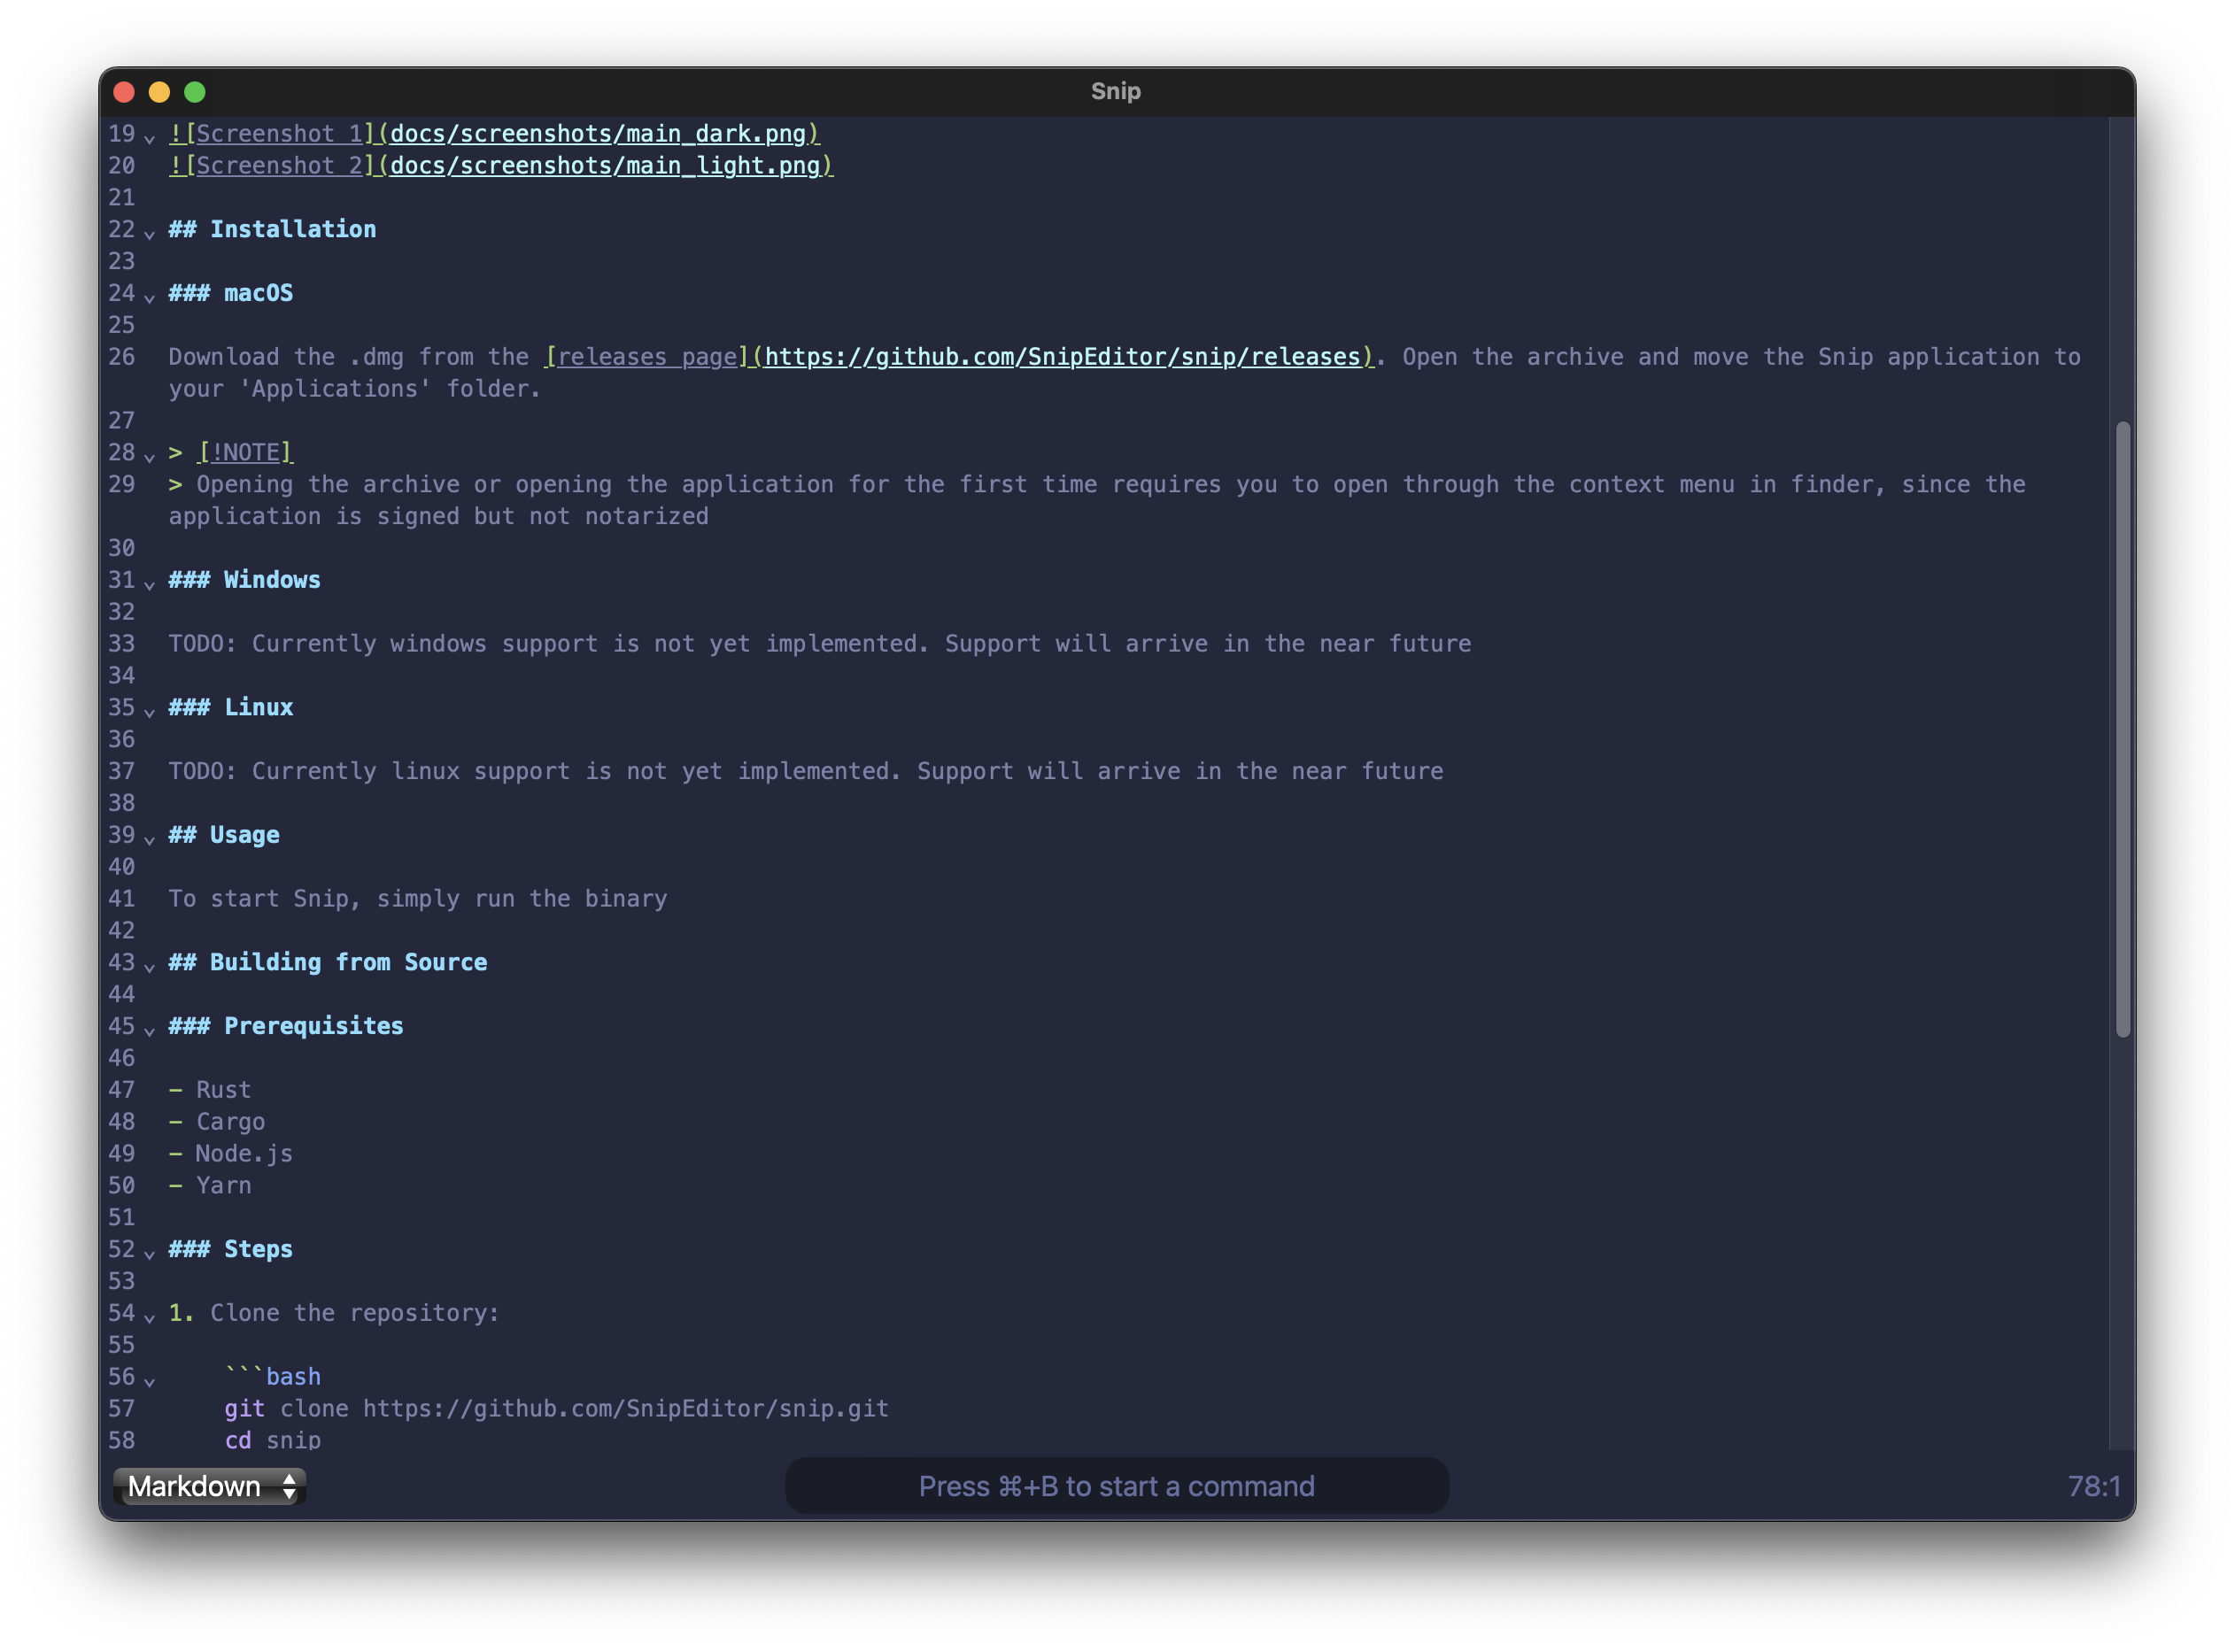 Snip
19 ![Screenshot 1](docs/screenshots/main_dark.png)
20 ![Screenshot 2](docs/screenshots/main_light.png)
21
22 ## Installation
23
24 ### macOS
25
26 Download the .dmg from the [releases page](https://github.com/SnipEditor/snip/releases). Open the archive and move the Snip application to
your 'Applications' folder.
27
28 > [!NOTE]
29 > Opening the archive or opening the application for the first time requires you to open through the context menu in finder, since the
application is signed but not notarized
30
31 ### Windows
32
33 TODO: Currently windows support is not yet implemented. Support will arrive in the near future
34
35 ### Linux
36
37 TODO: Currently linux support is not yet implemented. Support will arrive in the near future
38
39 ## Usage
40
41 To start Snip, simply run the binary
42
43 ## Building from Source
44
45 ### Prerequisites
46
47 - Rust
48 - Cargo
49 - Node.js
50 - Yarn
51
52 ### Steps
53
54 1. Clone the repository:
55
56     ```bash
57     git clone https://github.com/SnipEditor/snip.git
58     cd snip
Markdown
Press ⌘+B to start a command
78:1